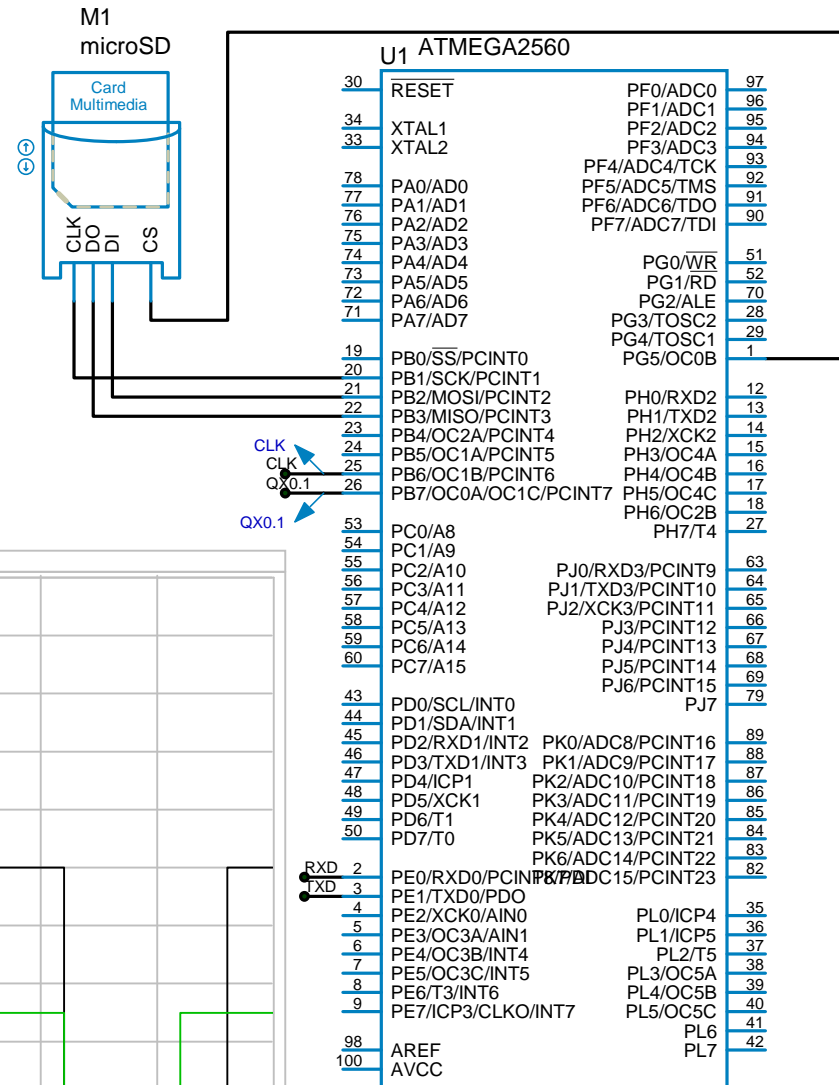 M1
microSD
Card
Multimedia
CLK
DO
DI
CS
U1 ATMEGA2560
30 RESET
34 XTAL1
33 XTAL2
78 PA0/AD0
77 PA1/AD1
76 PA2/AD2
75 PA3/AD3
74 PA4/AD4
73 PA5/AD5
72 PA6/AD6
71 PA7/AD7
19 PB0/SS/PCINT0
20 PB1/SCK/PCINT1
21 PB2/MOSI/PCINT2
22 PB3/MISO/PCINT3
23 PB4/OC2A/PCINT4
24 PB5/OC1A/PCINT5
25 PB6/OC1B/PCINT6
26 PB7/OC0A/OC1C/PCINT7
CLK
CLK
QX0.1
QX0.1
53 PC0/A8
54 PC1/A9
55 PC2/A10
56 PC3/A11
57 PC4/A12
58 PC5/A13
59 PC6/A14
60 PC7/A15
43 PD0/SCL/INT0
44 PD1/SDA/INT1
45 PD2/RXD1/INT2
46 PD3/TXD1/INT3
47 PD4/ICP1
48 PD5/XCK1
49 PD6/T1
50 PD7/T0
RXD 2 PE0/RXD0/PCINT8/PDI
TXD 3 PE1/TXD0/PDO
4 PE2/XCK0/AIN0
5 PE3/OC3A/AIN1
6 PE4/OC3B/INT4
7 PE5/OC3C/INT5
8 PE6/T3/INT6
9 PE7/ICP3/CLKO/INT7
98 AREF
100 AVCC
PF0/ADC0 97
PF1/ADC1 96
PF2/ADC2 95
PF3/ADC3 94
PF4/ADC4/TCK 93
PF5/ADC5/TMS 92
PF6/ADC6/TDO 91
PF7/ADC7/TDI 90
PG0/WR 51
PG1/RD 52
PG2/ALE 70
PG3/TOSC2 28
PG4/TOSC1 29
PG5/OC0B 1
PH0/RXD2 12
PH1/TXD2 13
PH2/XCK2 14
PH3/OC4A 15
PH4/OC4B 16
PH5/OC4C 17
PH6/OC2B 18
PH7/T4 27
PJ0/RXD3/PCINT9 63
PJ1/TXD3/PCINT10 64
PJ2/XCK3/PCINT11 65
PJ3/PCINT12 66
PJ4/PCINT13 67
PJ5/PCINT14 68
PJ6/PCINT15 69
PJ7 79
PK0/ADC8/PCINT16 89
PK1/ADC9/PCINT17 88
PK2/ADC10/PCINT18 87
PK3/ADC11/PCINT19 86
PK4/ADC12/PCINT20 85
PK5/ADC13/PCINT21 84
PK6/ADC14/PCINT22 83
PK7/ADC15/PCINT23 82
PL0/ICP4 35
PL1/ICP5 36
PL2/T5 37
PL3/OC5A 38
PL4/OC5B 39
PL5/OC5C 40
PL6 41
PL7 42